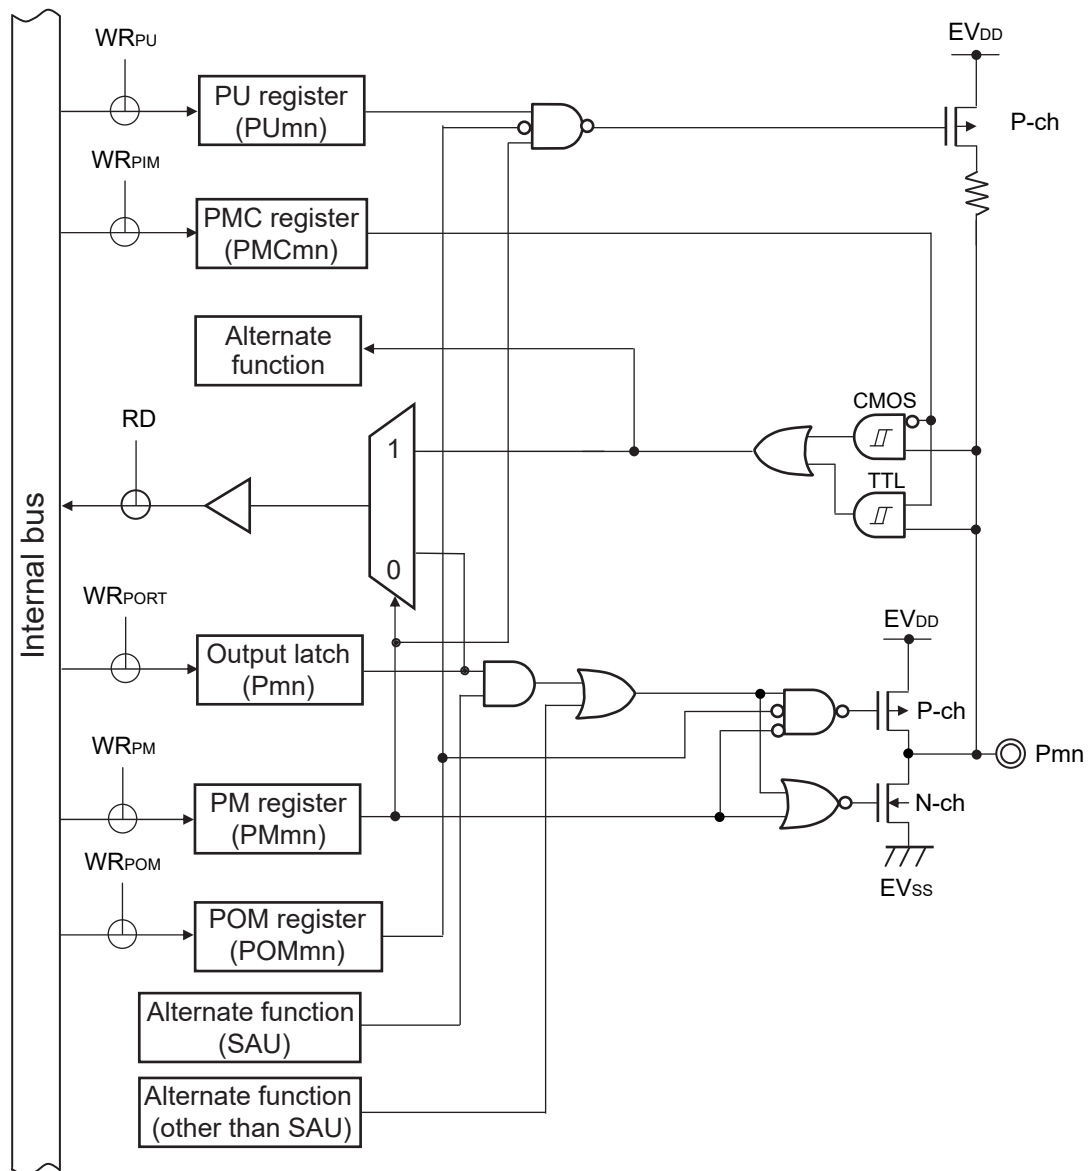 WRPU
EVDD
PU register
(PUmn)
P-ch
WRPIM
PMC register
(PMCmn)
Alternate
function
CMOS
RD
1
TTL
Internal bus
0
WRPORT
EVDD
Output latch
(Pmn)
P-ch
WRPM
Pmn
PM register
(PMmn)
N-ch
WRPOM
EVSS
POM register
(POMmn)
Alternate function
(SAU)
Alternate function
(other than SAU)